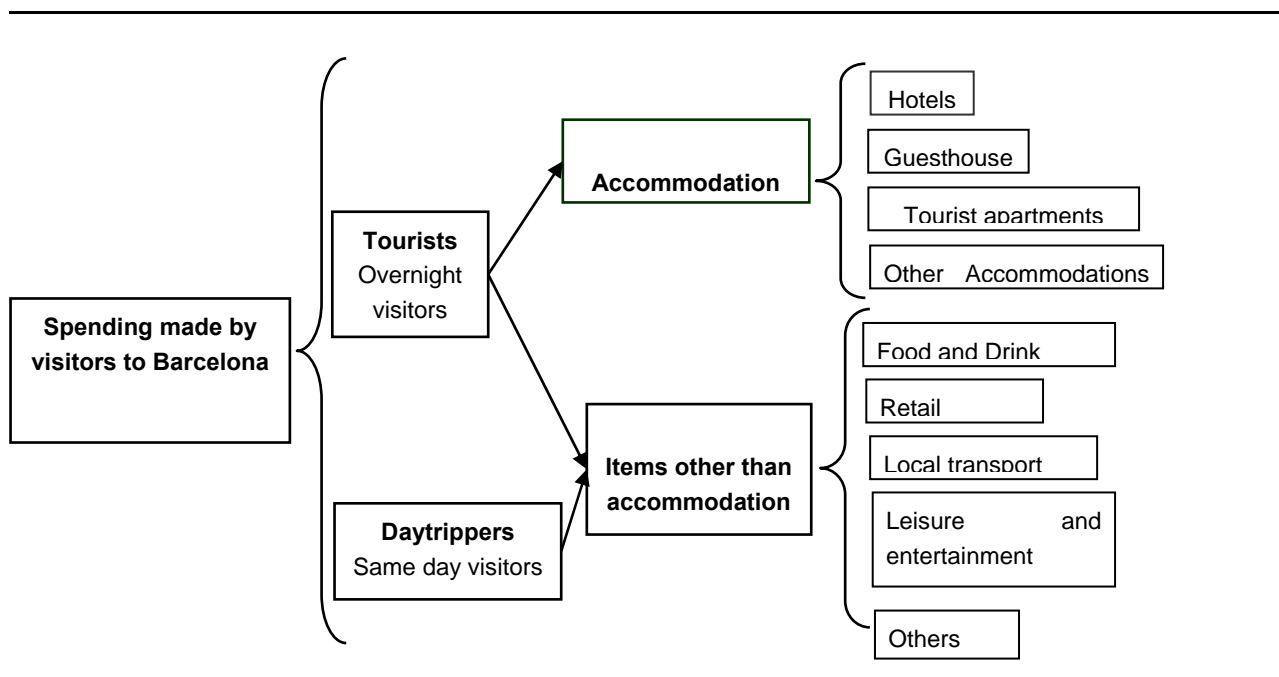 Spending made by
visitors to Barcelona
Tourists
Overnight
visitors
Daytrippers
Same day visitors
Accommodation
Items other than
accommodation
Hotels
Guesthouse
Tourist apartments
Other Accommodations
Food and Drink
Retail
Local transport
Leisure and
entertainment
Others